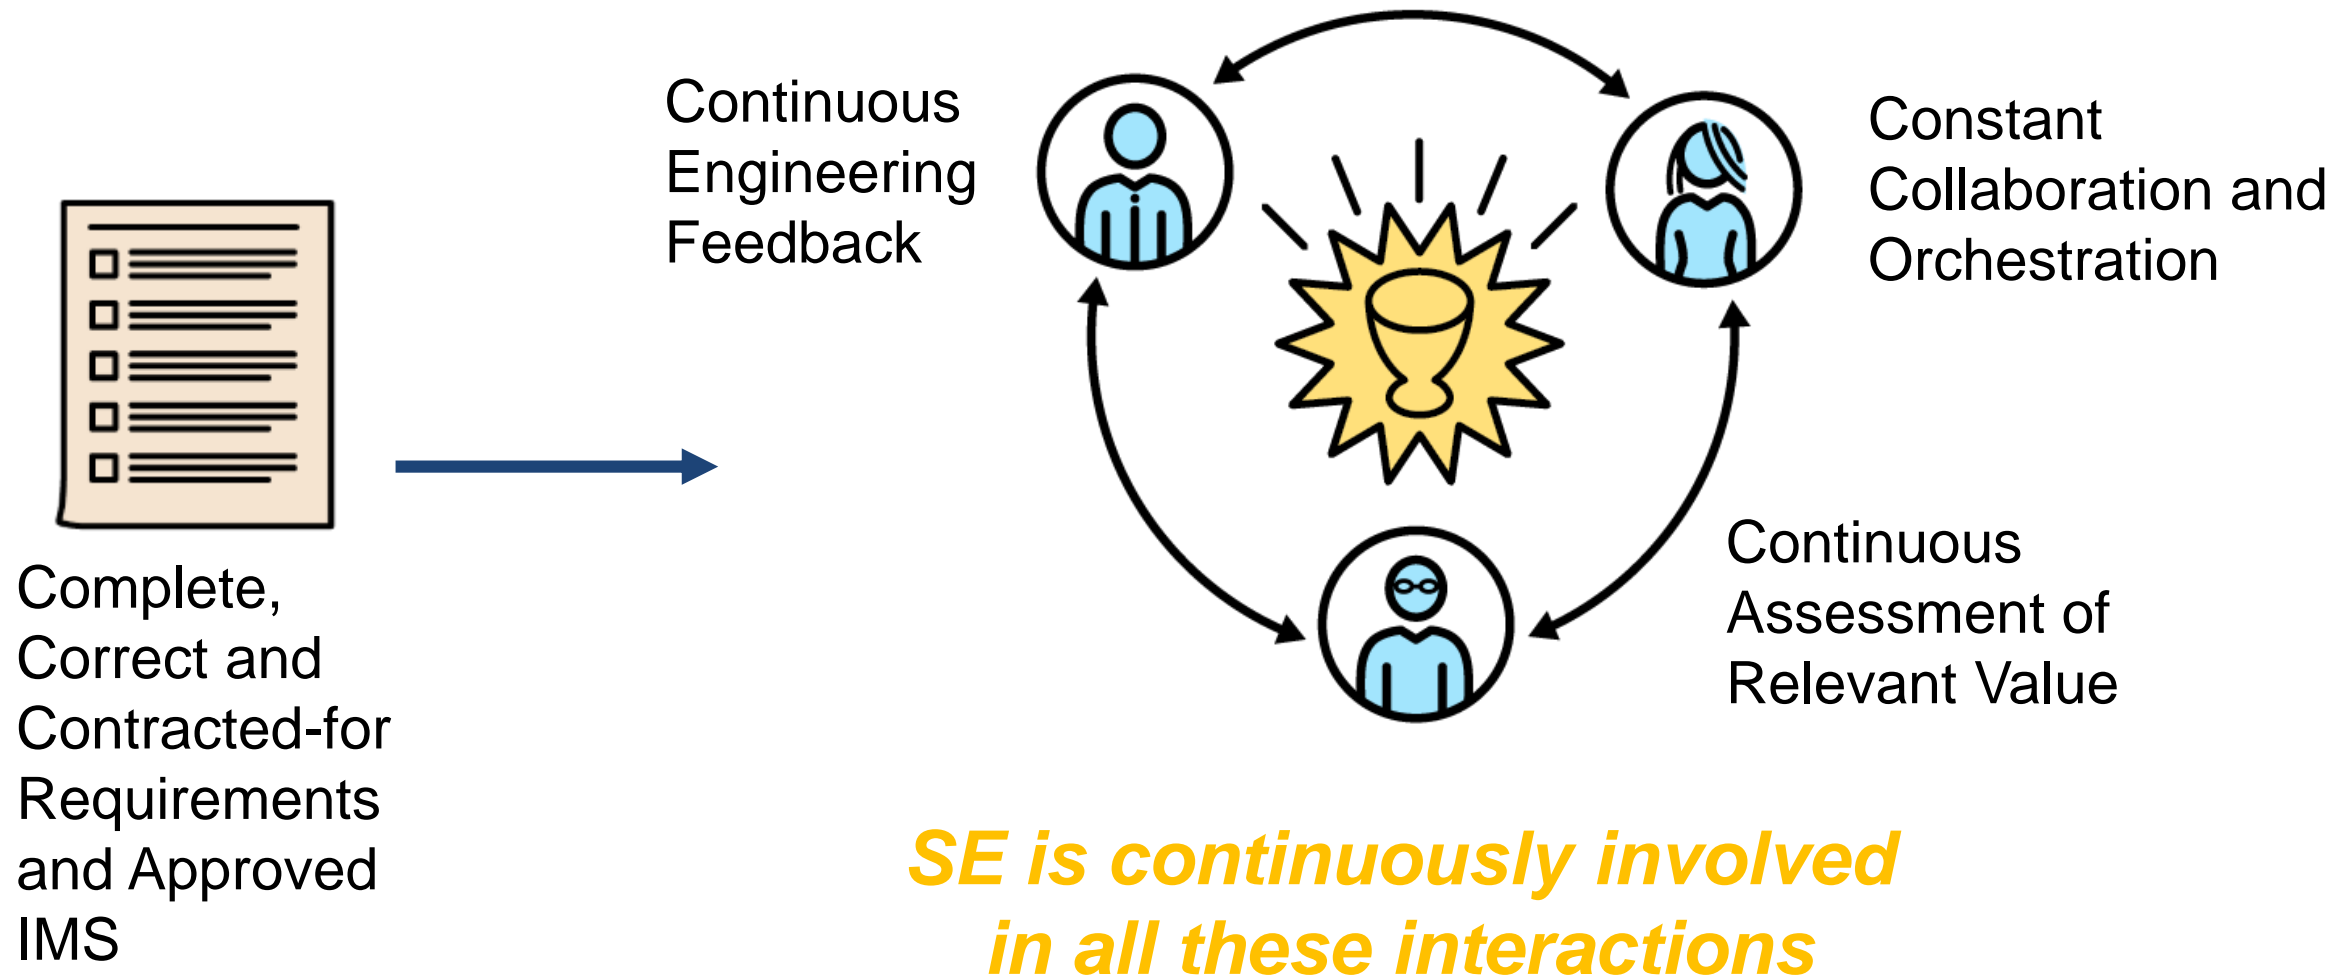 Complete,
Correct and
Contracted-for
Requirements
and Approved
IMS
Continuous
Engineering
Feedback
Constant
Collaboration and
Orchestration
Continuous
Assessment of
Relevant Value
SE is continuously involved
in all these interactions